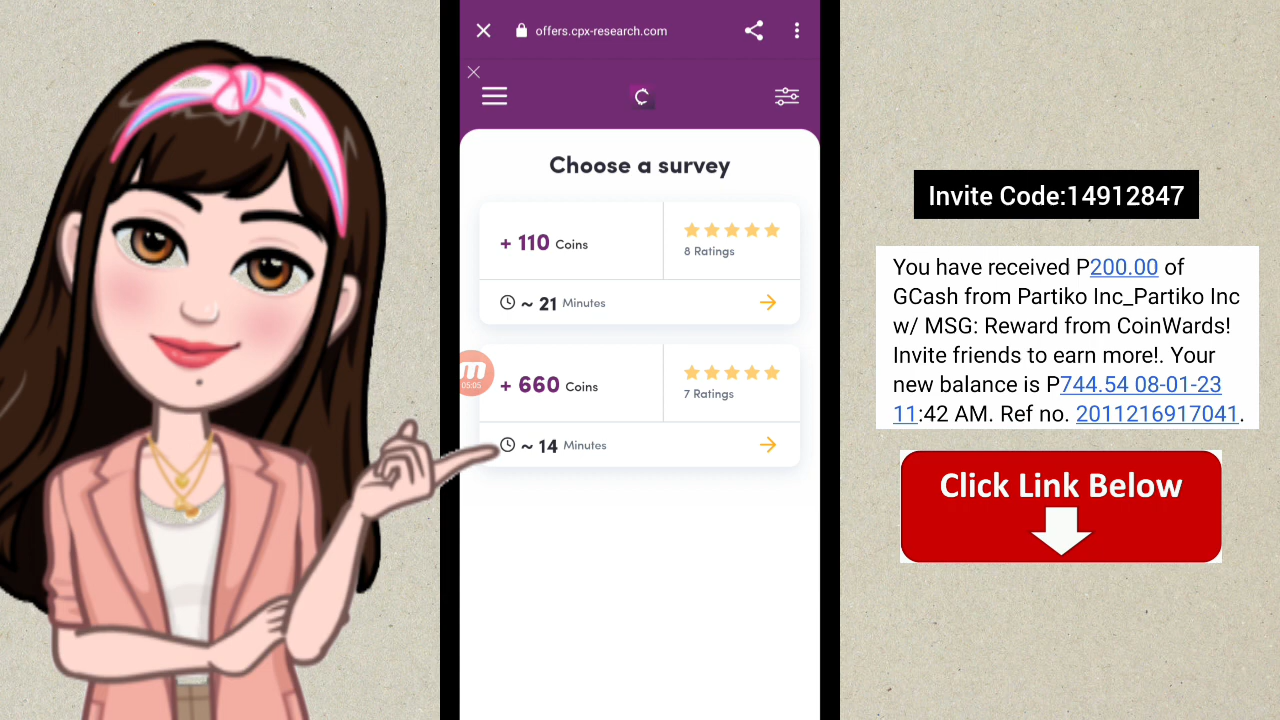 offers.cpx-research.com
Choose a survey
+ 110 Coins
8 Ratings
~ 21 Minutes
+ 660 Coins
7 Ratings
~ 14 Minutes
05:05
Invite Code:14912847
You have received P200.00 of
GCash from Partiko Inc_Partiko Inc
w/ MSG: Reward from CoinWards!
Invite friends to earn more!. Your
new balance is P744.54 08-01-23
11:42 AM. Ref no. 2011216917041.
Click Link Below